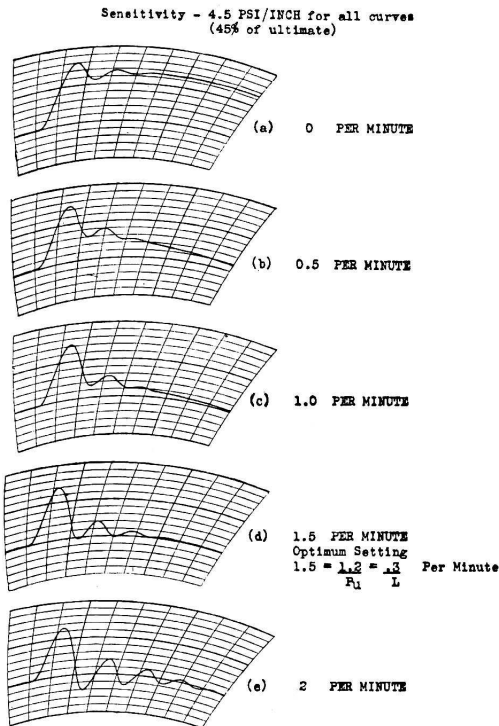 Sensitivity - 4.5 PSI/INCH for all curves
(45% of ultimate)
(a) 0 PER MINUTE
(b) 0.5 PER MINUTE
(c) 1.0 PER MINUTE
(d) 1.5 PER MINUTE
Optimum Setting
1.5 = 1.2 = .3 Per Minute
Pu L
(e) 2 PER MINUTE